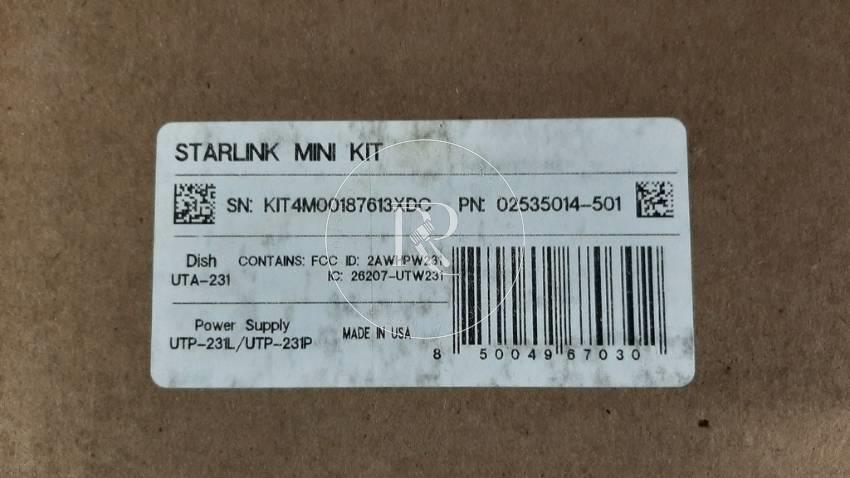 STARLINK MINI KIT
SN: KIT4M00187613XDC PN: 02535014-501
Dish
UTA-231
CONTAINS: FCC ID: 2AWHPW231
IC: 26207-UTW231
Power Supply
UTP-231L/UTP-231P
MADE IN USA
8 50049 67030